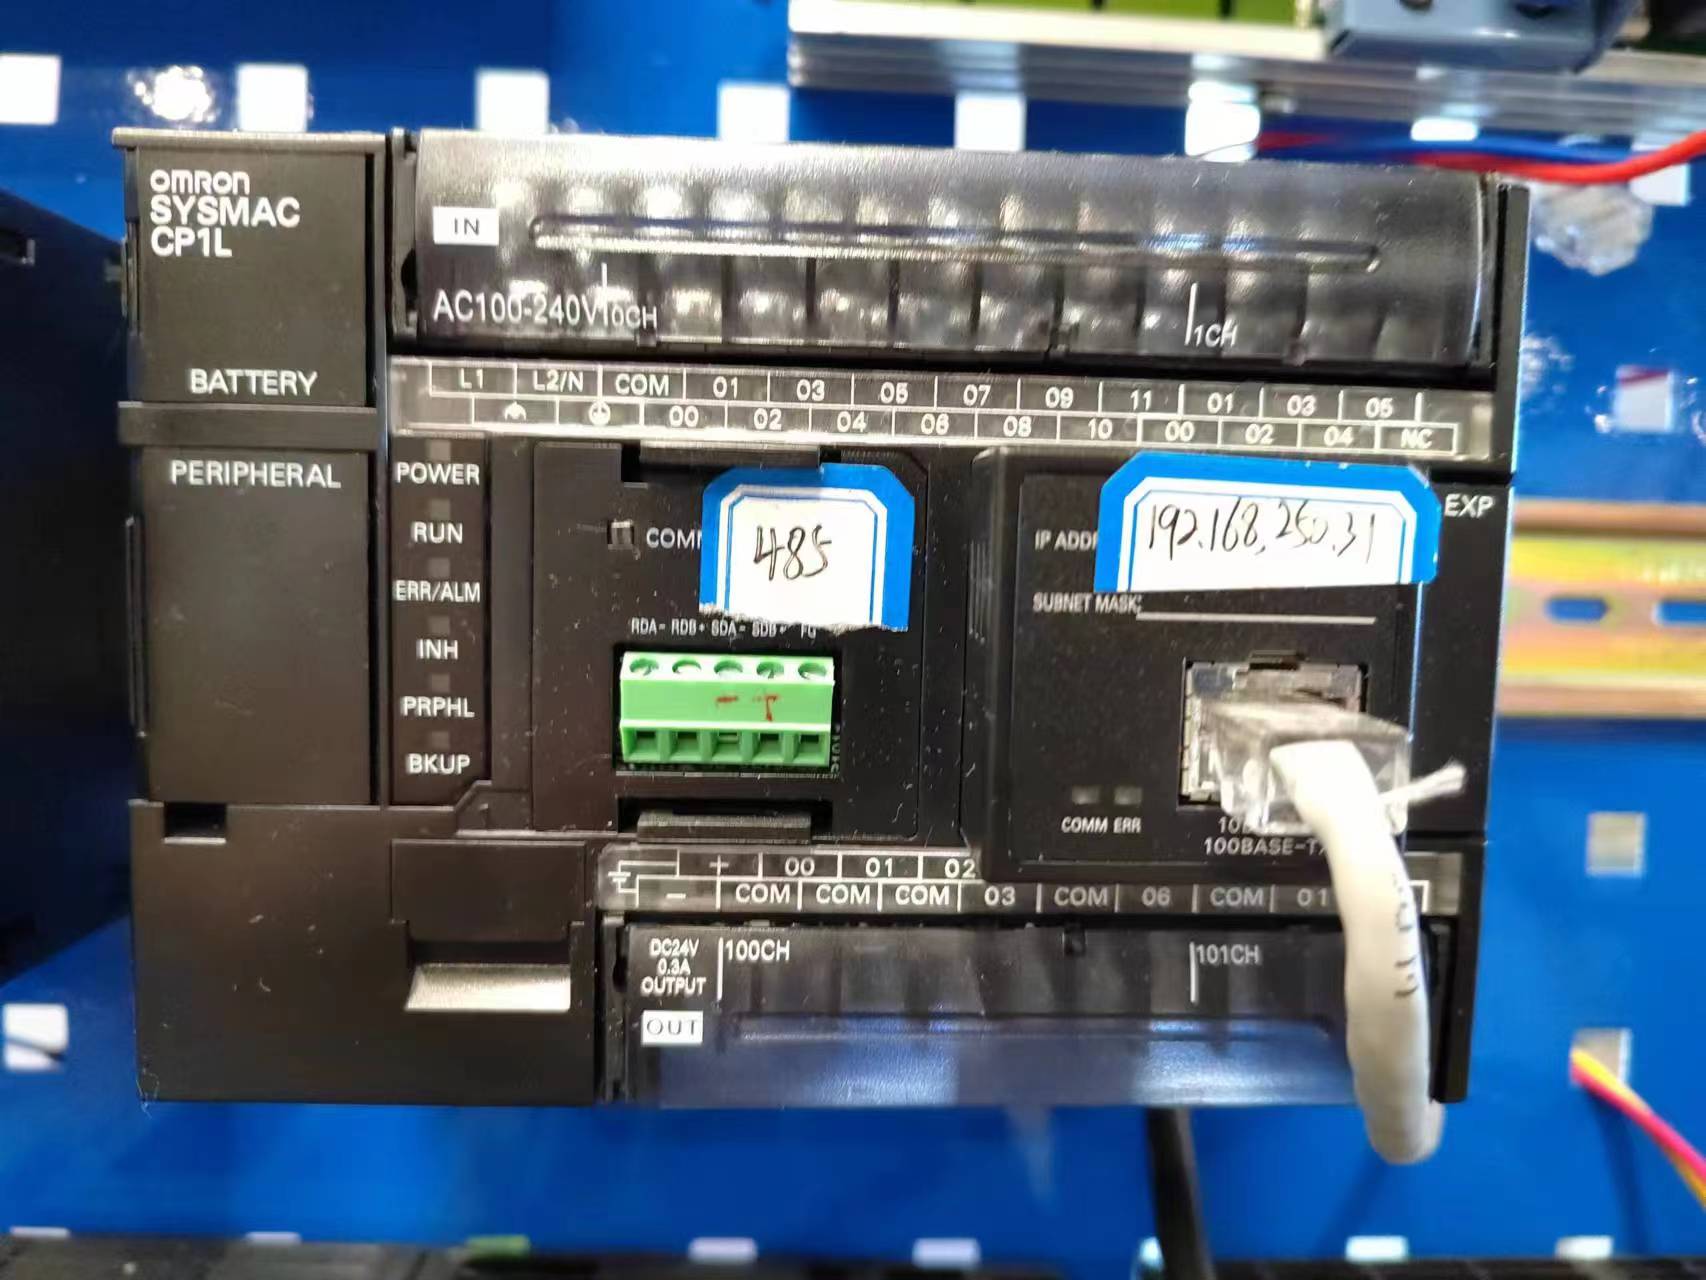 omron
SYSMAC
CP1L
IN
AC100-240V 0CH
1CH
BATTERY
L1 L2/N COM 01 03 05 07 09 11 01 03 05
00 02 04 06 08 10 00 02 04 NC
PERIPHERAL
POWER
RUN
ERR/ALM
INH
PRPHL
BKUP
COMM
485
RDA- RDB+ SDA- SDB+ FG
- +
192.168.250.31
IP ADD
SUBNET MASK:
EXP
COMM ERR
100BASE-TX
+ 00 01 02
- COM COM COM 03 COM 06 COM 01
DC24V
0.3A
OUTPUT
100CH
101CH
OUT